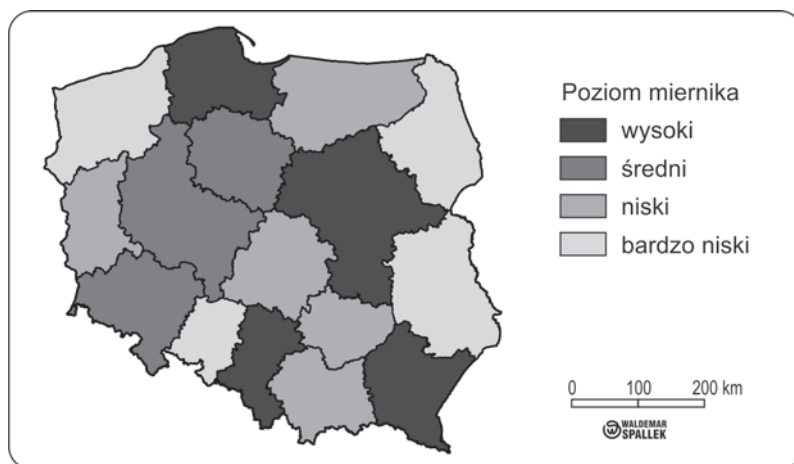 Poziom miernika
wysoki
średni
niski
bardzo niski
0 100 200 km
WALDEMAR
SPALLEK